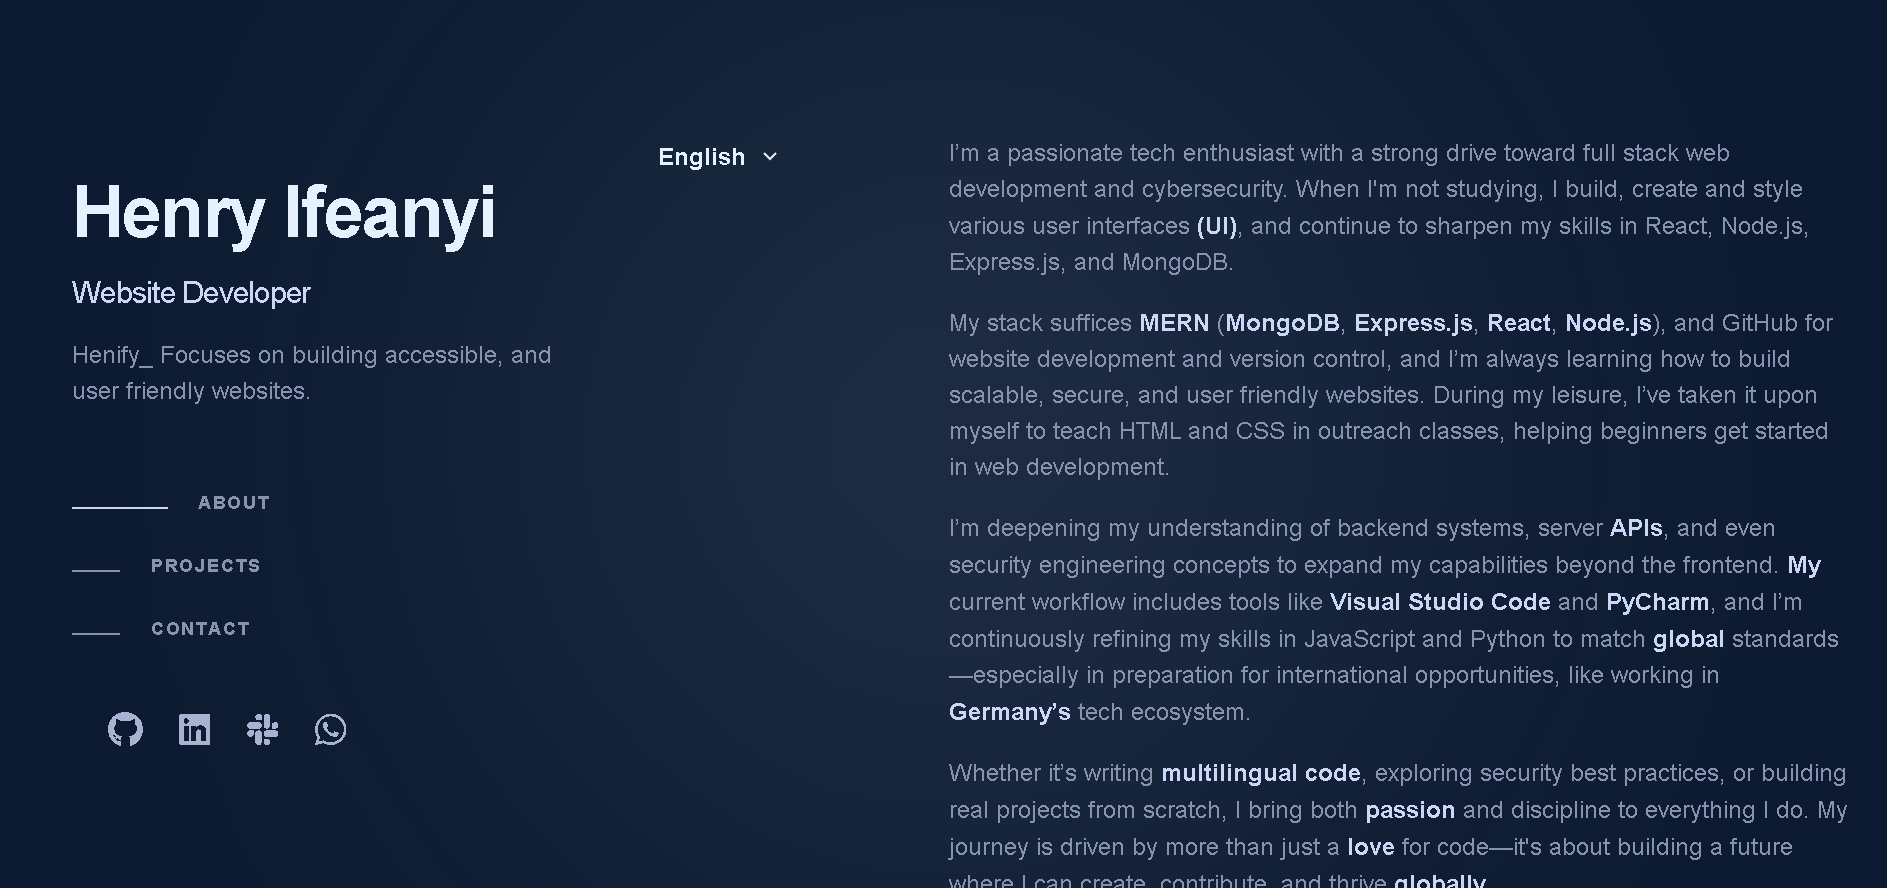 English
Henry Ifeanyi
Website Developer
Henify_ Focuses on building accessible, and
user friendly websites.
ABOUT
PROJECTS
CONTACT
I’m a passionate tech enthusiast with a strong drive toward full stack web
development and cybersecurity. When I'm not studying, I build, create and style
various user interfaces (UI), and continue to sharpen my skills in React, Node.js,
Express.js, and MongoDB.
My stack suffices MERN (MongoDB, Express.js, React, Node.js), and GitHub for
website development and version control, and I’m always learning how to build
scalable, secure, and user friendly websites. During my leisure, I’ve taken it upon
myself to teach HTML and CSS in outreach classes, helping beginners get started
in web development.
I’m deepening my understanding of backend systems, server APIs, and even
security engineering concepts to expand my capabilities beyond the frontend. My
current workflow includes tools like Visual Studio Code and PyCharm, and I’m
continuously refining my skills in JavaScript and Python to match global standards
—especially in preparation for international opportunities, like working in
Germany’s tech ecosystem.
Whether it’s writing multilingual code, exploring security best practices, or building
real projects from scratch, I bring both passion and discipline to everything I do. My
journey is driven by more than just a love for code—it's about building a future
where I can create, contribute, and thrive globally.